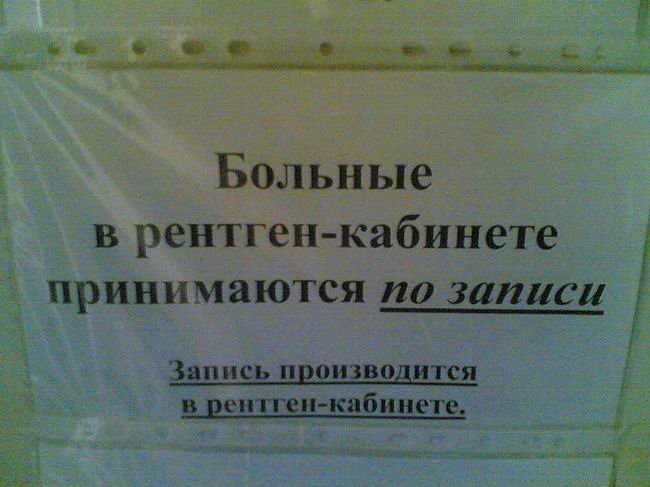 Больные
в рентген-кабинете
принимаются по записи
Запись производится
в рентген-кабинете.